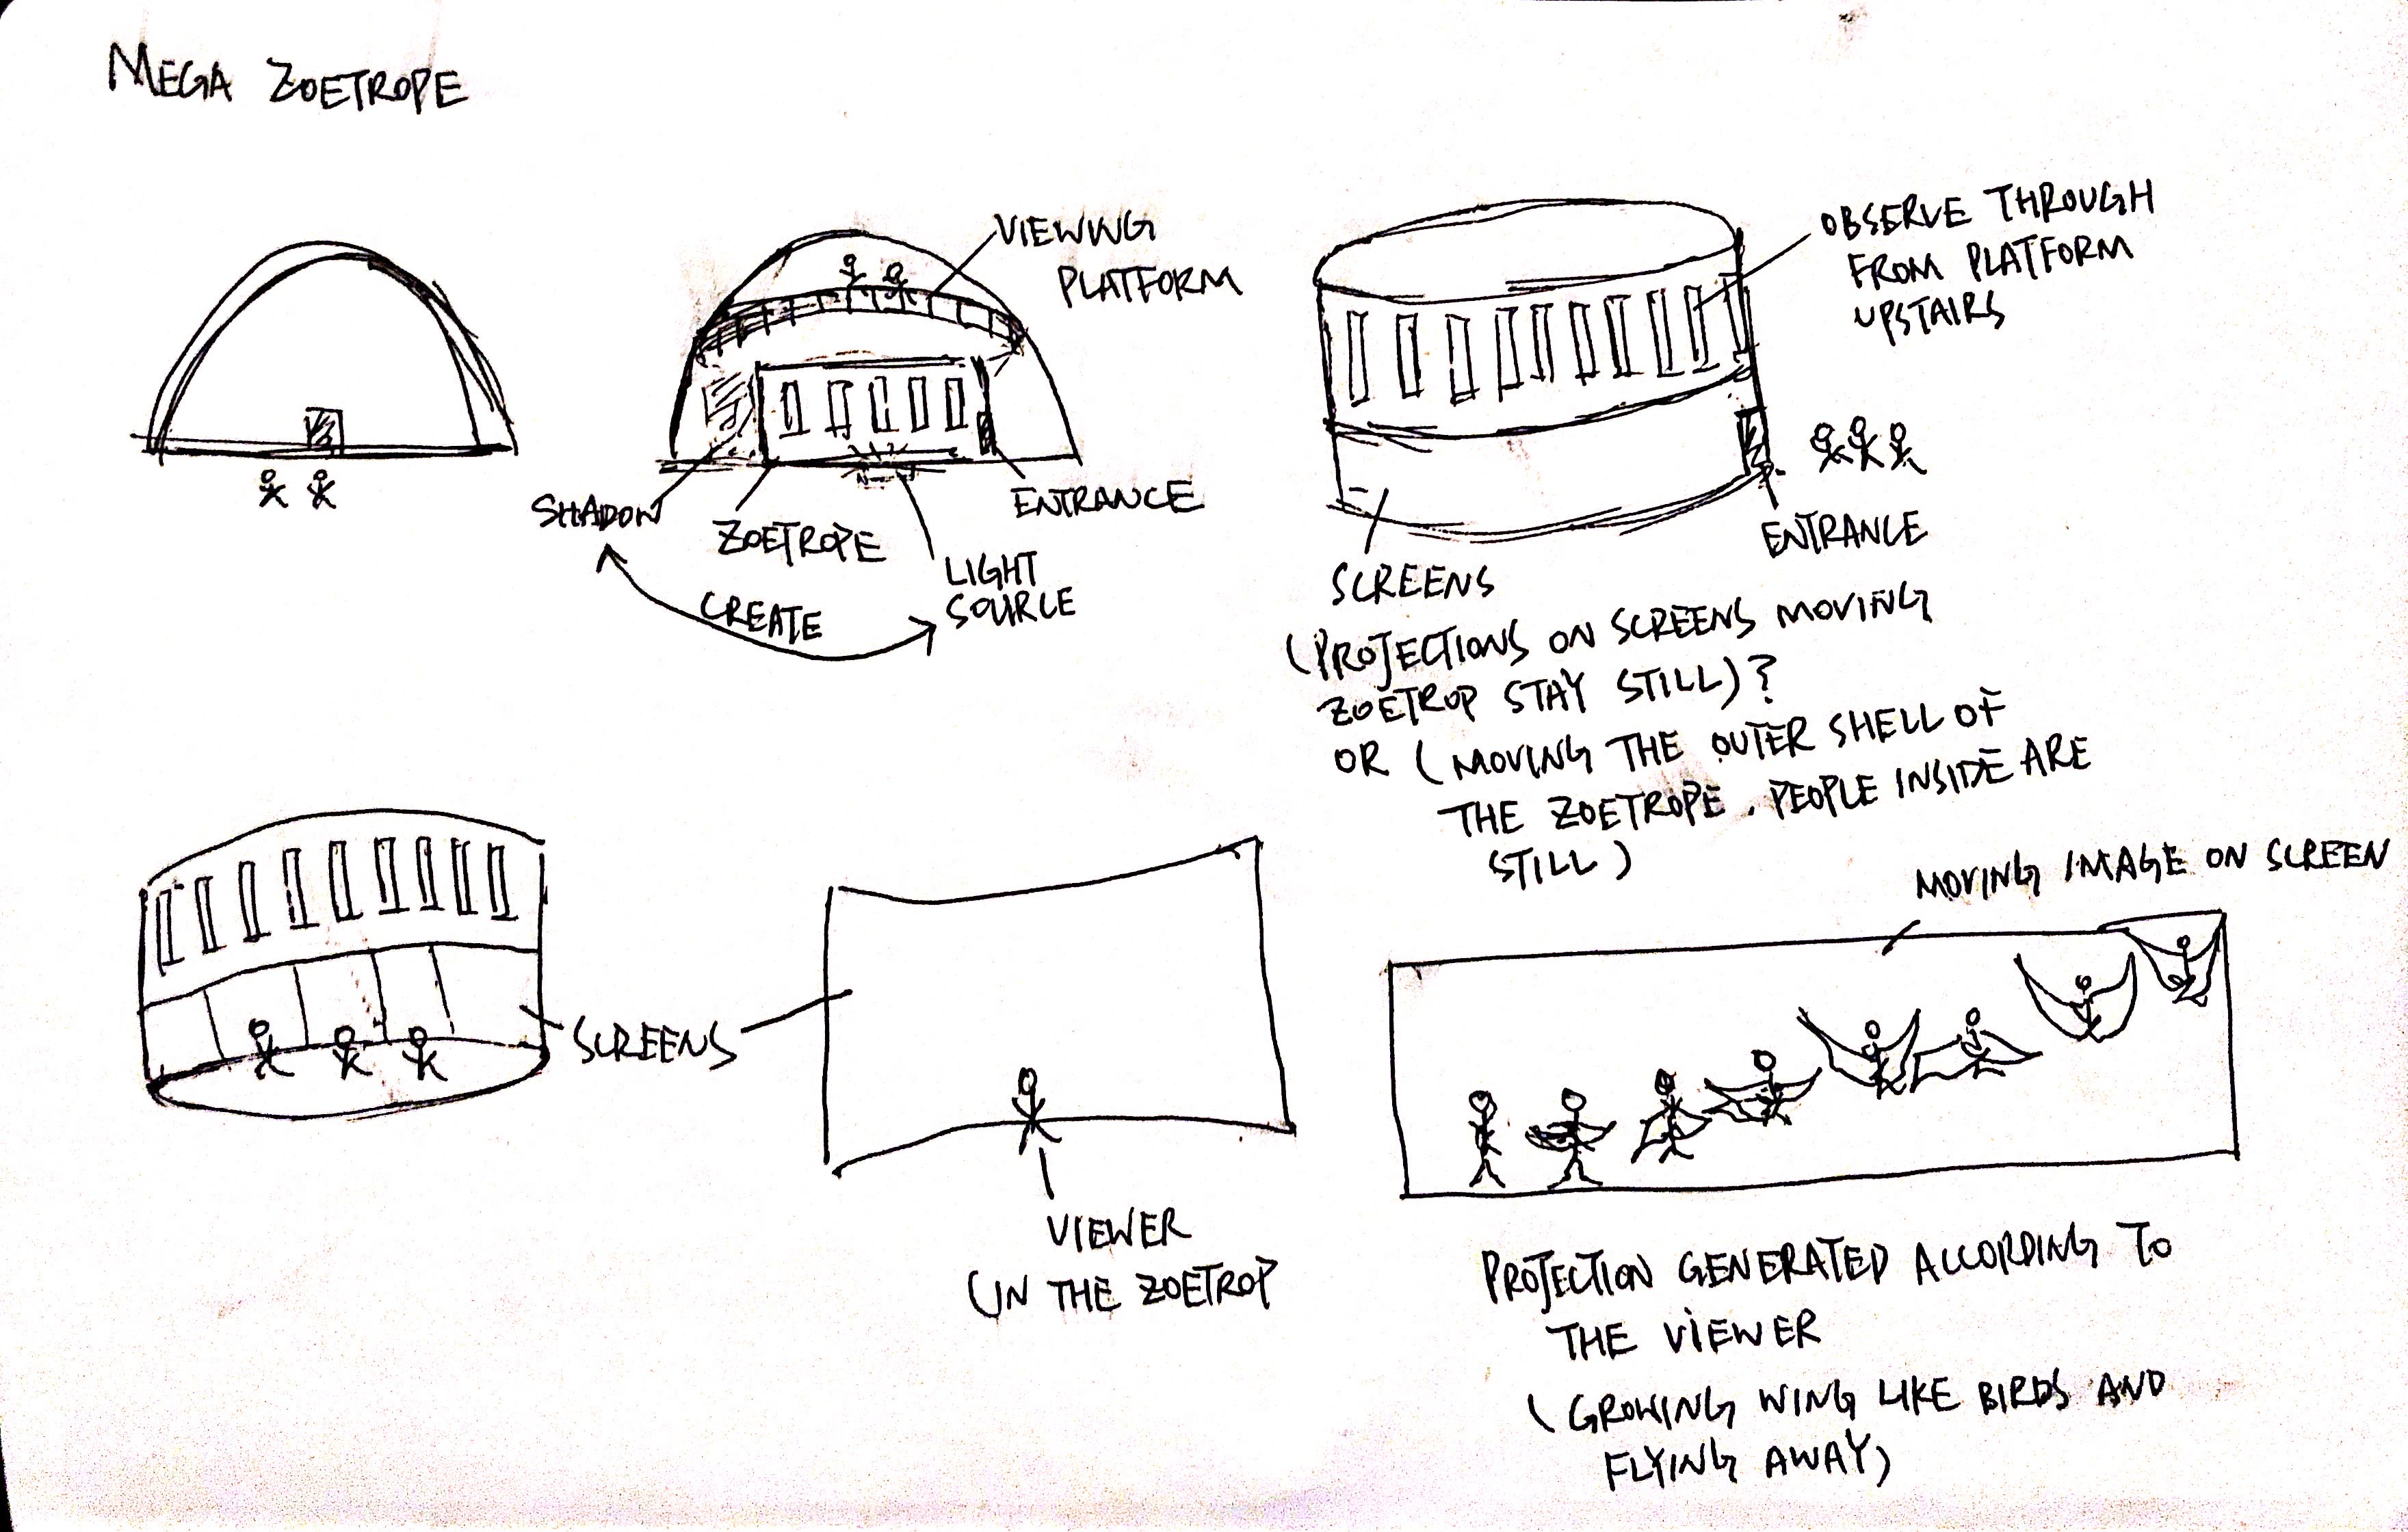 MEGA ZOETROPE
VIEWING
PLATFORM
SHADOW
ZOETROPE
LIGHT
SOURCE
ENTRANCE
CREATE
OBSERVE THROUGH
FROM PLATFORM
UPSTAIRS
ENTRANCE
SCREENS
(PROJECTIONS ON SCREENS MOVING
ZOETROP STAY STILL)?
OR (MOVING THE OUTER SHELL OF
THE ZOETROPE. PEOPLE INSIDE ARE
STILL)
SCREENS
VIEWER
(IN THE ZOETROP
MOVING IMAGE ON SCREEN
PROJECTION GENERATED ACCORDING TO
THE VIEWER
(GROWING WING LIKE BIRDS AND
FLYING AWAY)